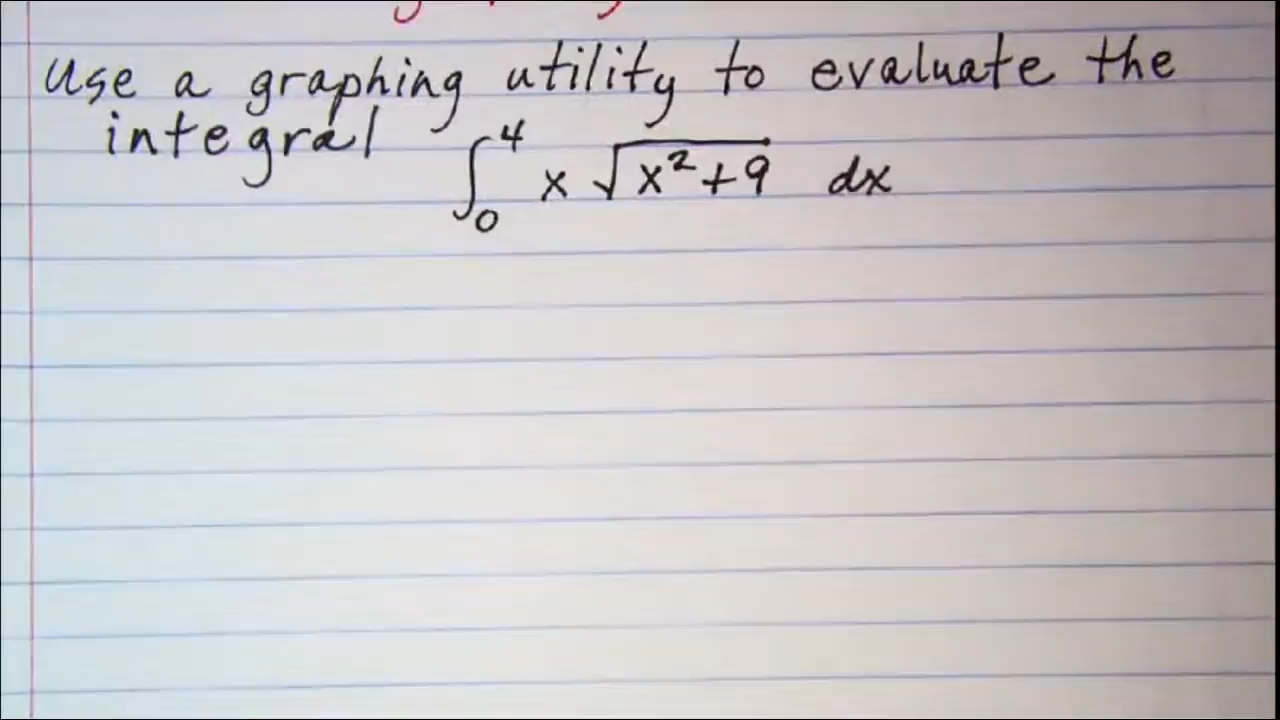 Use a graphing utility to evaluate the
integral ∫₀⁴ x √(x²+9) dx